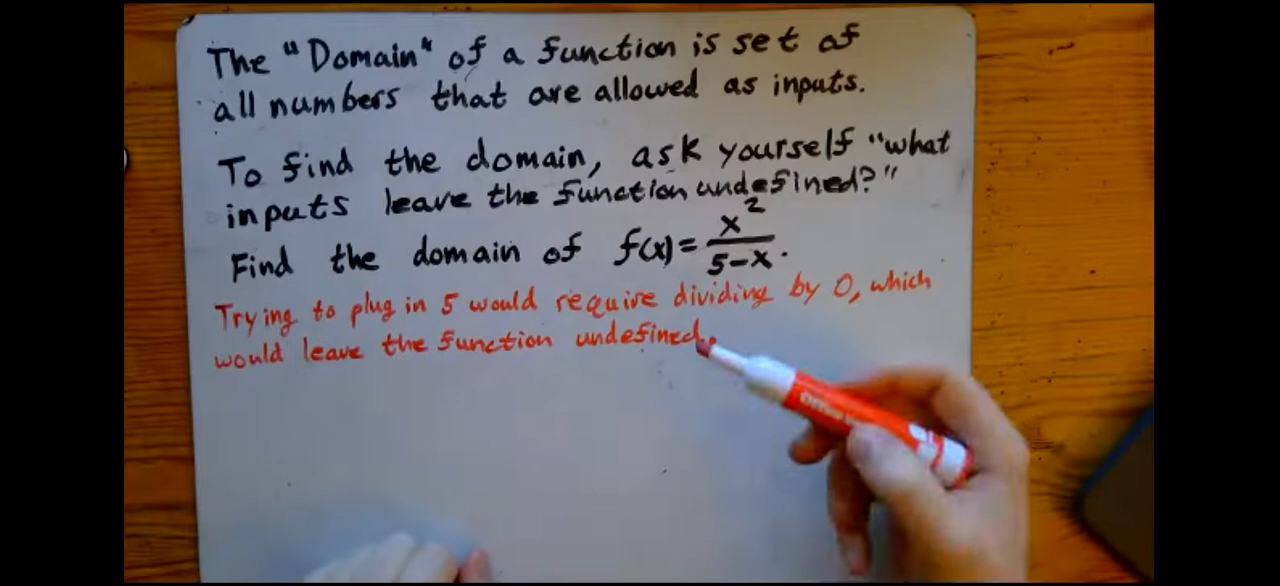 The "Domain" of a function is set of
all numbers that are allowed as inputs.
To find the domain, ask yourself "what
inputs leave the function undefined?"
Find the domain of f(x)=x²/5-x.
Trying to plug in 5 would require dividing by 0, which
would leave the function undefined.
Office